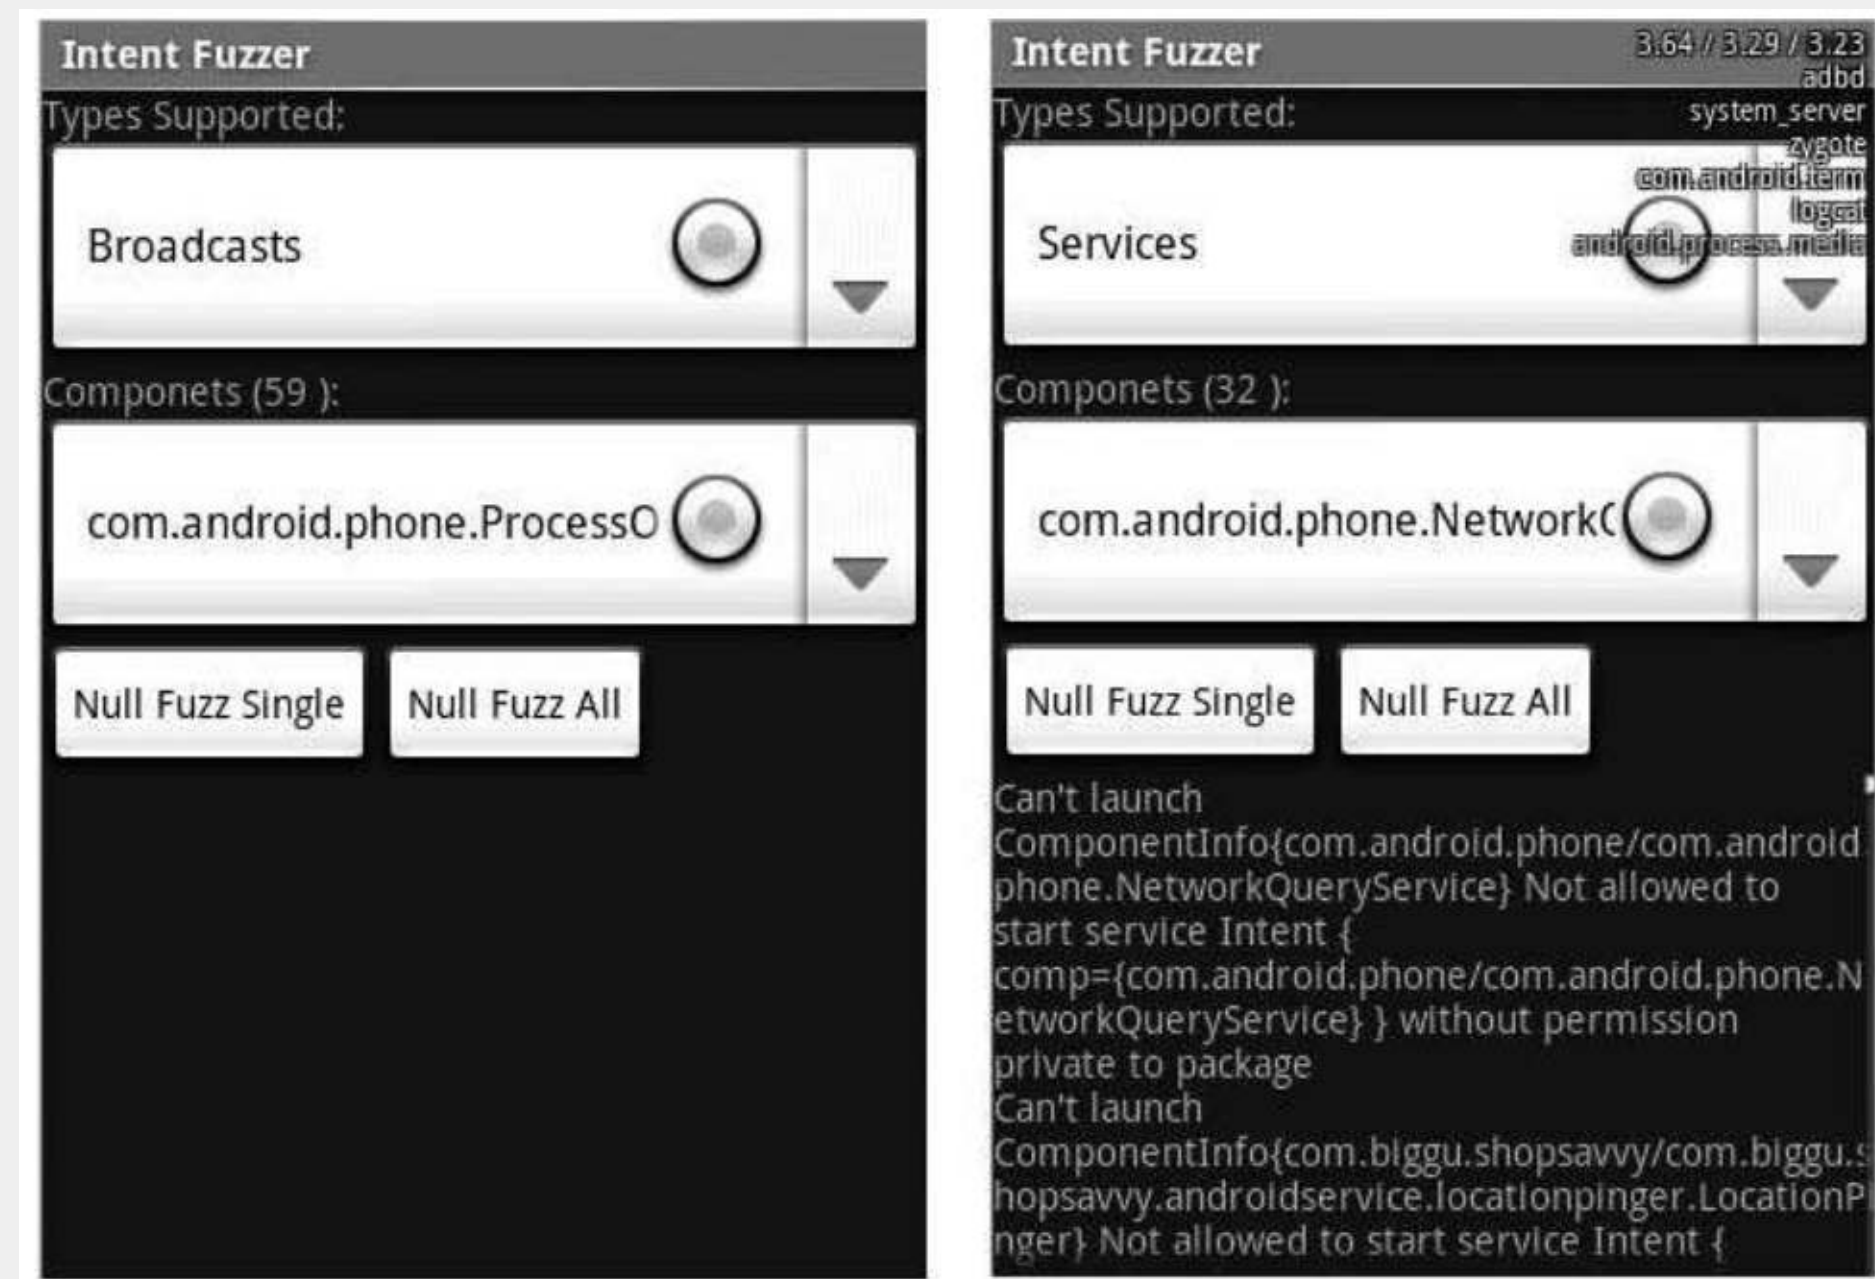 Intent Fuzzer
Types Supported:
Broadcasts
Componets (59 ):
com.android.phone.ProcessO
Null Fuzz Single
Null Fuzz All
Intent Fuzzer
3.64 / 3.29 / 3.23
adbd
system_server
zygote
com.android.term
logcat
android.process.media
Types Supported:
Services
Componets (32 ):
com.android.phone.NetworkQ
Null Fuzz Single
Null Fuzz All
Can't launch
ComponentInfo{com.android.phone/com.android.
phone.NetworkQueryService} Not allowed to
start service Intent {
comp={com.android.phone/com.android.phone.N
etworkQueryService} } without permission
private to package
Can't launch
ComponentInfo{com.biggu.shopsavvy/com.biggu.s
hopsavvy.androidservice.locationpinger.LocationP
nger} Not allowed to start service Intent {